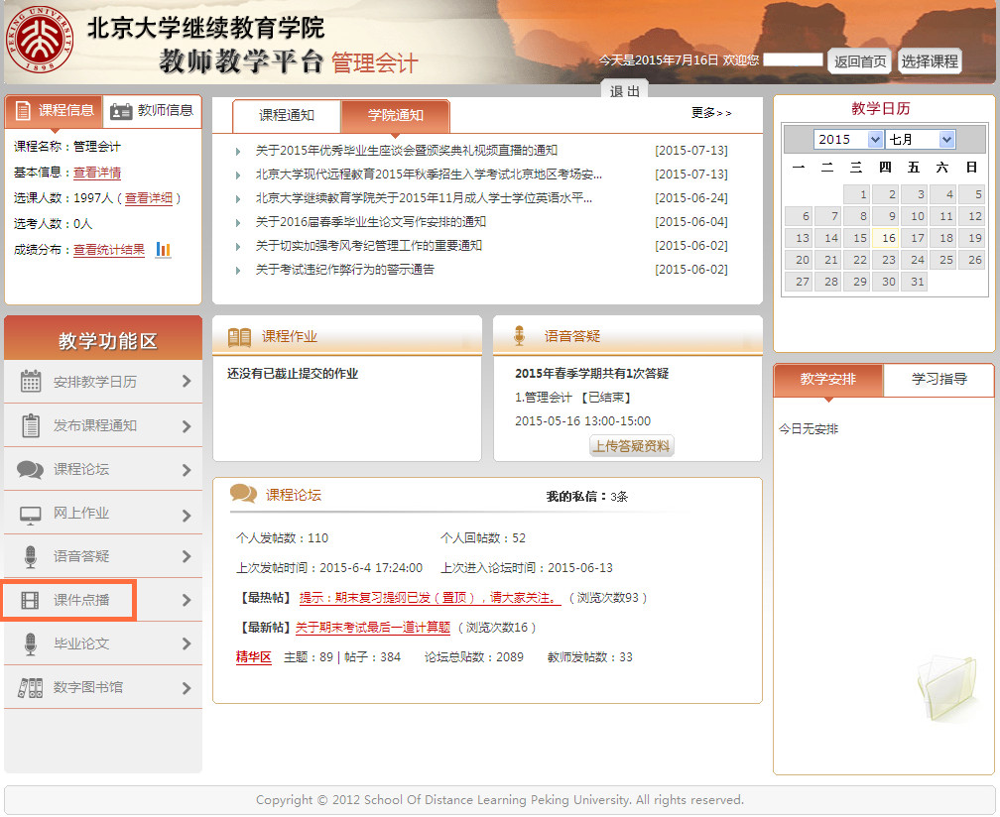 北京大学继续教育学院
教师教学平台 管理会计
PEKING UNIVERSITY
1898
今天是2015年7月16日 欢迎您
返回首页 选择课程
退 出
课程信息 教师信息
课程名称：管理会计
基本信息：查看详情
选课人数：1997人（查看详细）
选考人数：0人
成绩分布：查看统计结果
课程通知 学院通知 更多>>
关于2015年优秀毕业生座谈会暨颁奖典礼视频直播的通知 [2015-07-13]
北京大学现代远程教育2015年秋季招生入学考试北京地区考场安... [2015-07-13]
北京大学继续教育学院关于2015年11月成人学士学位英语水平... [2015-06-24]
关于2016届春季毕业生论文写作安排的通知 [2015-06-04]
关于切实加强考风考纪管理工作的重要通知 [2015-06-02]
关于考试违纪作弊行为的警示通告 [2015-06-02]
教学日历
2015 七月
一 二 三 四 五 六 日
1 2 3 4 5
6 7 8 9 10 11 12
13 14 15 16 17 18 19
20 21 22 23 24 25 26
27 28 29 30 31
教学功能区
安排教学日历
发布课程通知
课程论坛
网上作业
语音答疑
课件点播
毕业论文
数字图书馆
课程作业
还没有已截止提交的作业
语音答疑
2015年春季学期共有1次答疑
1.管理会计 【已结束】
2015-05-16 13:00-15:00
上传答疑资料
课程论坛 我的私信：3条
个人发帖数：110 个人回帖数：52
上次发帖时间：2015-6-4 17:24:00 上次进入论坛时间：2015-06-13
【最热帖】 提示：期末复习提纲已发（置顶），请大家关注。（浏览次数93）
【最新帖】关于期末考试最后一道计算题（浏览次数16）
精华区 主题：89 | 帖子：384 论坛总贴数：2089 教师发帖数：33
教学安排 学习指导
今日无安排
Copyright © 2012 School Of Distance Learning Peking University. All rights reserved.